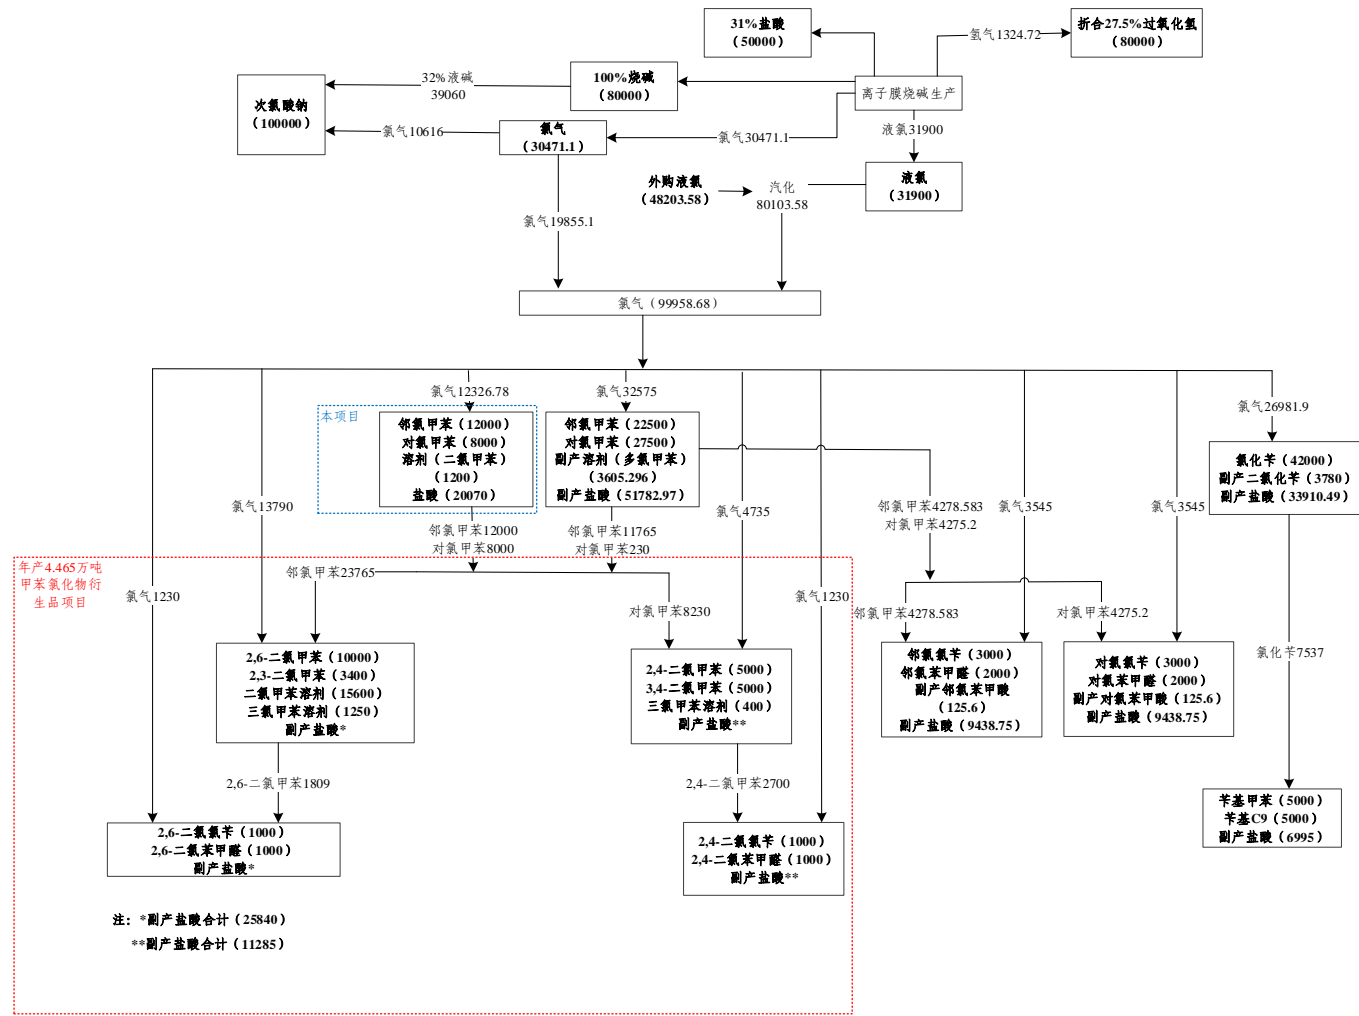 31%盐酸
(50000)
氢气1324.72
折合27.5%过氧化氢
(80000)
32%液碱
39060
100%烧碱
(80000)
离子膜烧碱生产
次氯酸钠
(100000)
氯气10616
氯气
(30471.1)
氯气30471.1
液氯31900
外购液氯
(48203.58)
汽化
80103.58
液氯
(31900)
氯气19855.1
氯气（99958.68）
氯气12326.78
氯气32575
氯气26981.9
本项目
邻氯甲苯（12000）
对氯甲苯（8000）
溶剂（二氯甲苯）
(1200)
盐酸（20070）
邻氯甲苯（22500）
对氯甲苯（27500）
副产溶剂（多氯甲苯）
(3605.296)
副产盐酸（51782.97）
氯化苄（42000）
副产二氯化苄（3780）
副产盐酸（33910.49）
氯气13790
氯气4735
邻氯甲苯4278.583
对氯甲苯4275.2
氯气3545
氯气3545
邻氯甲苯12000
对氯甲苯8000
邻氯甲苯11765
对氯甲苯230
年产4.465万吨
甲苯氯化物衍
生品项目
邻氯甲苯23765
氯气1230
对氯甲苯8230
氯气1230
邻氯甲苯4278.583
对氯甲苯4275.2
氯化苄7537
2,6-二氯甲苯（10000）
2,3-二氯甲苯（3400）
二氯甲苯溶剂（15600）
三氯甲苯溶剂（1250）
副产盐酸*
2,4-二氯甲苯（5000）
3,4-二氯甲苯（5000）
三氯甲苯溶剂（400）
副产盐酸**
邻氯氯苄（3000）
邻氯苯甲醛（2000）
副产邻氯苯甲酸
(125.6)
副产盐酸（9438.75）
对氯氯苄（3000）
对氯苯甲醛（2000）
副产对氯苯甲酸（125.6）
副产盐酸（9438.75）
2,6-二氯甲苯1809
2,4-二氯甲苯2700
2,6-二氯氯苄（1000）
2,6-二氯苯甲醛（1000）
副产盐酸*
2,4-二氯氯苄（1000）
2,4-二氯苯甲醛（1000）
副产盐酸**
苄基甲苯（5000）
苄基C9（5000）
副产盐酸（6995）
注：*副产盐酸合计（25840）
**副产盐酸合计（11285）